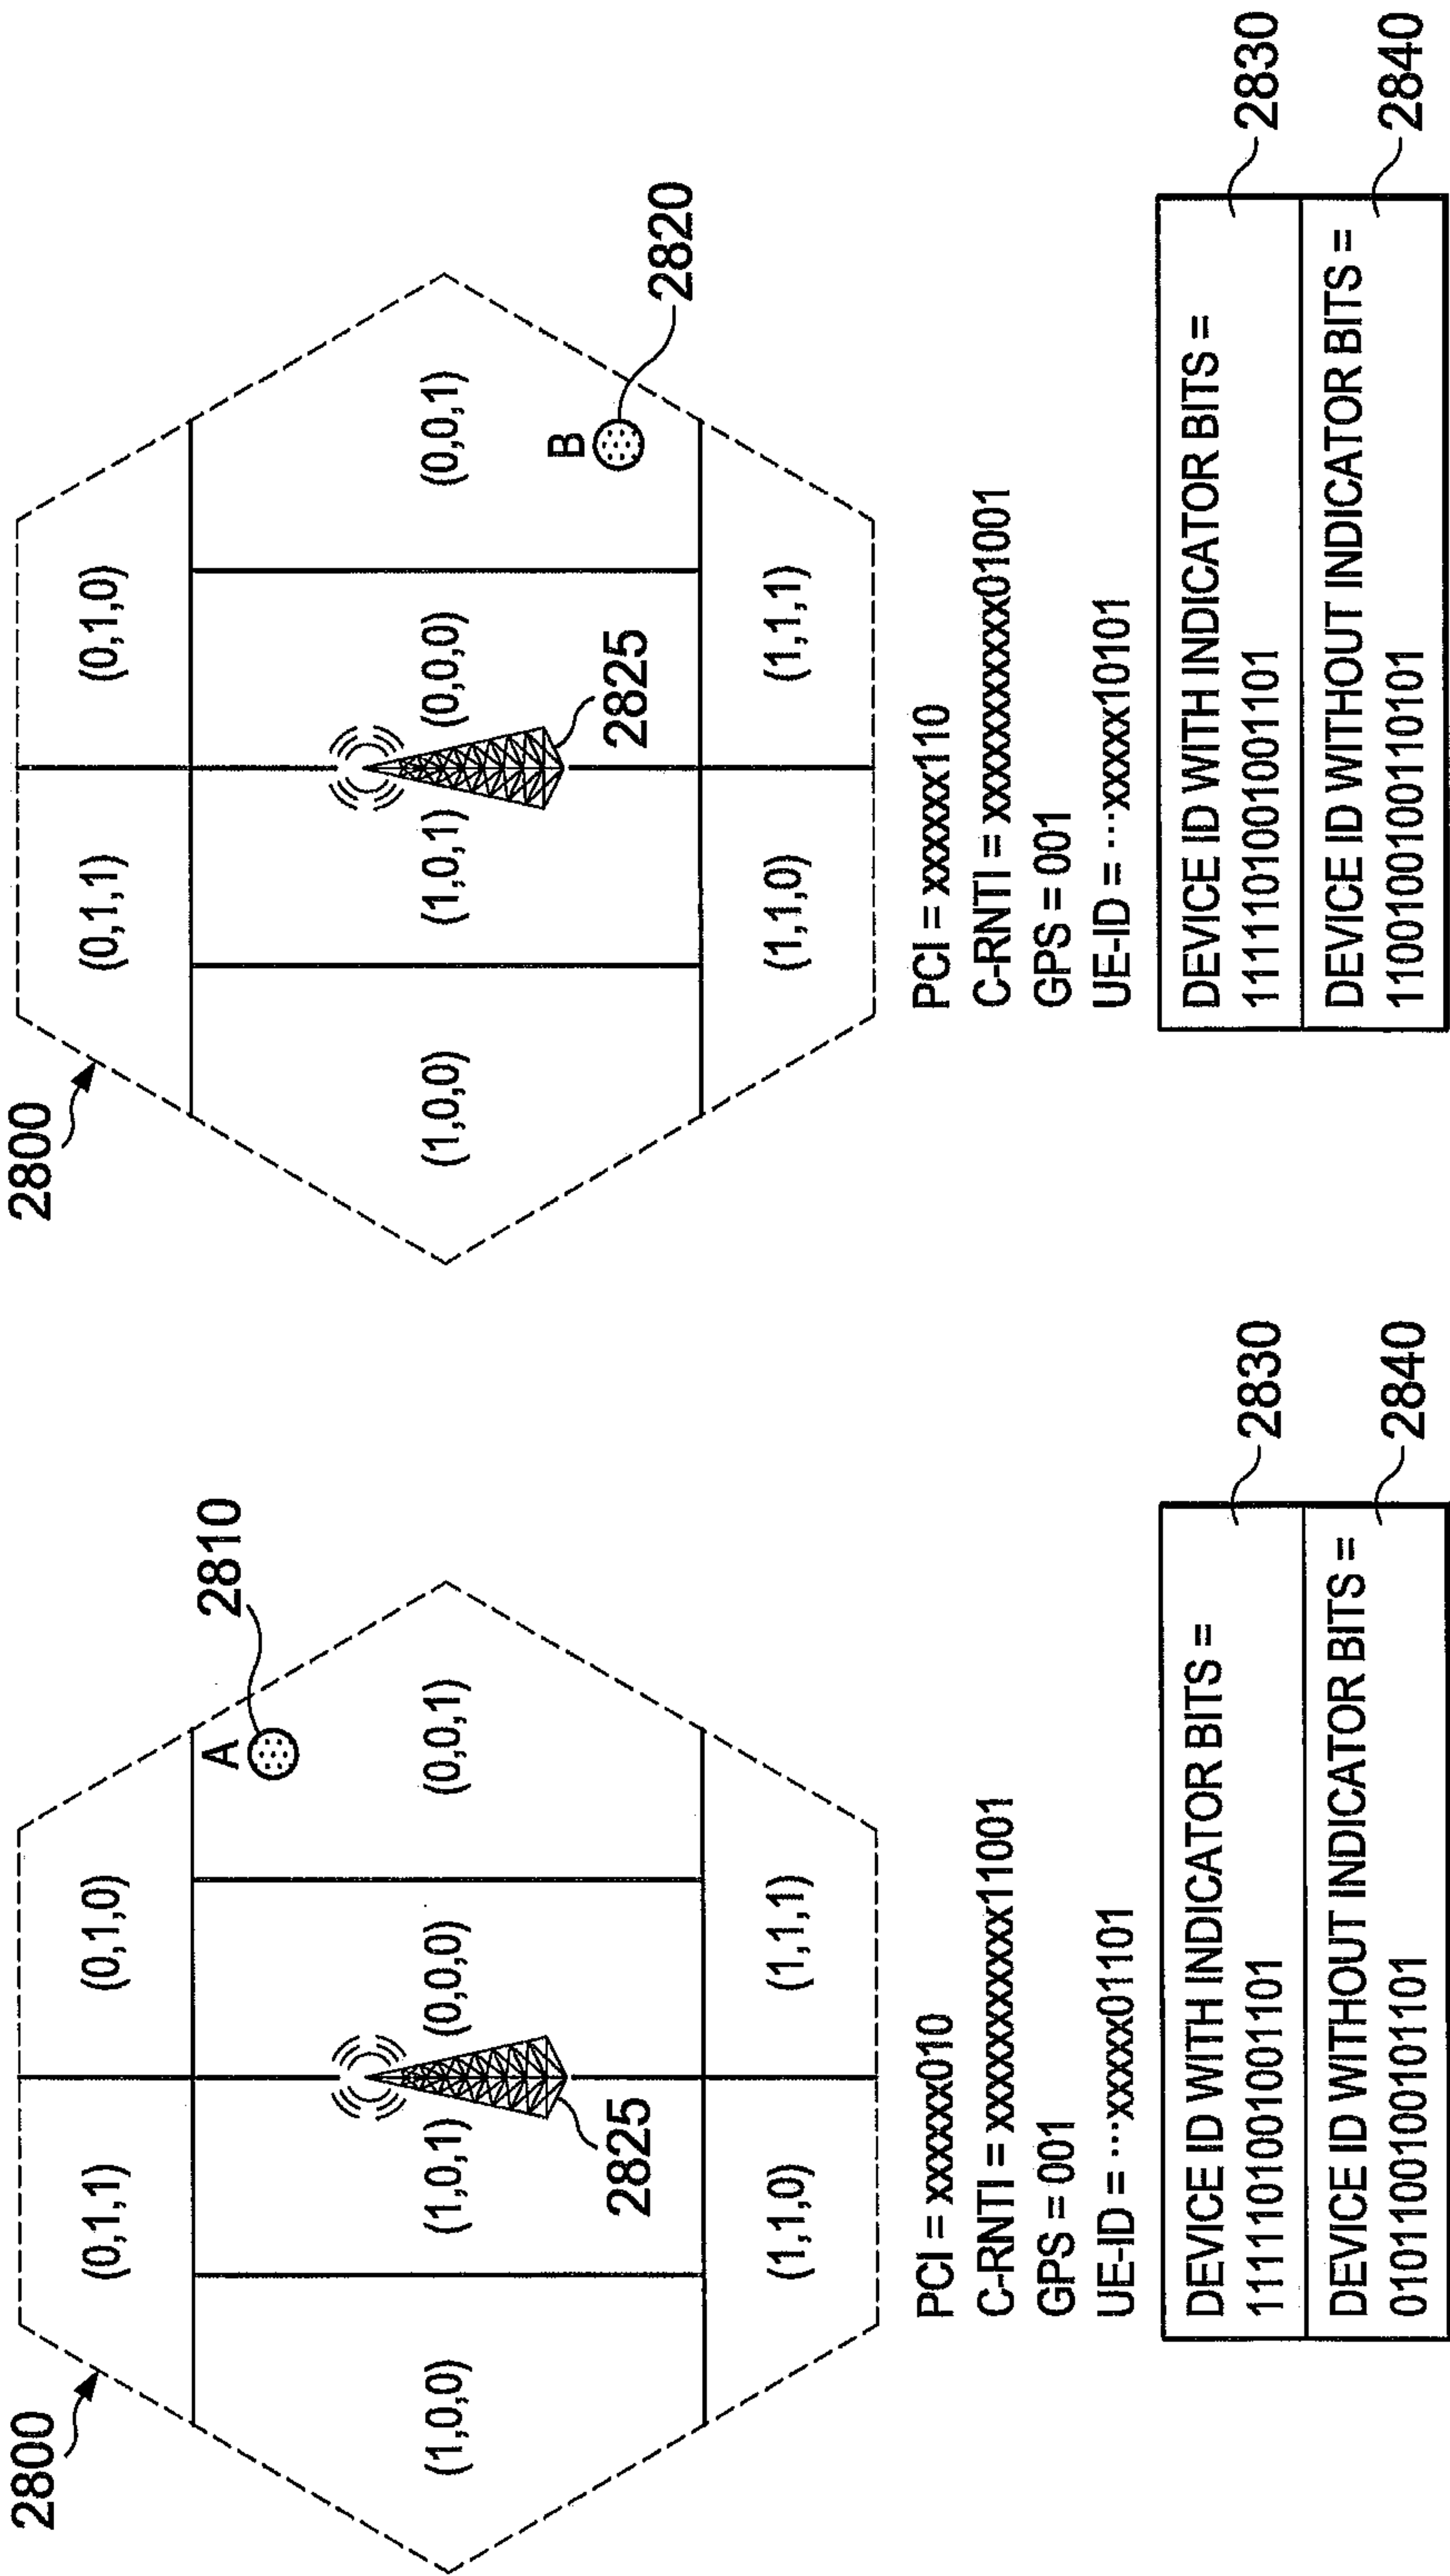 2800
(0,1,1)
(0,1,0)
A
2810
(1,0,0)
(1,0,1)
(0,0,0)
(0,0,1)
2825
(1,1,0)
(1,1,1)
PCI = xxxxxx010
C-RNTI = xxxxxxxxxxx11001
GPS = 001
UE-ID = ···xxxxx01101
DEVICE ID WITH INDICATOR BITS =
1111101001001101
2830
DEVICE ID WITHOUT INDICATOR BITS =
0101100100101101
2840
2800
(0,1,1)
(0,1,0)
(1,0,0)
(1,0,1)
(0,0,0)
(0,0,1)
B
2820
2825
(1,1,0)
(1,1,1)
PCI = xxxxxx110
C-RNTI = xxxxxxxxxxx01001
GPS = 001
UE-ID = ···xxxxx10101
DEVICE ID WITH INDICATOR BITS =
1111101001001101
2830
DEVICE ID WITHOUT INDICATOR BITS =
1100100100110101
2840